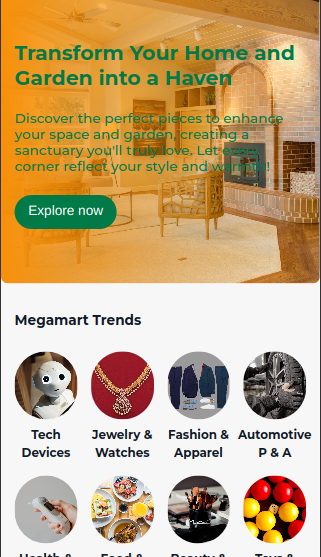 Transform Your Home and
Garden into a Haven
Discover the perfect pieces to enhance
your space and garden, creating a
sanctuary you'll truly love. Let every
corner reflect your style and warmth!
Explore now
Megamart Trends
Tech
Devices
Jewelry &
Watches
Fashion &
Apparel
Automotive
P & A
Health &
Food &
Beauty &
Toys &